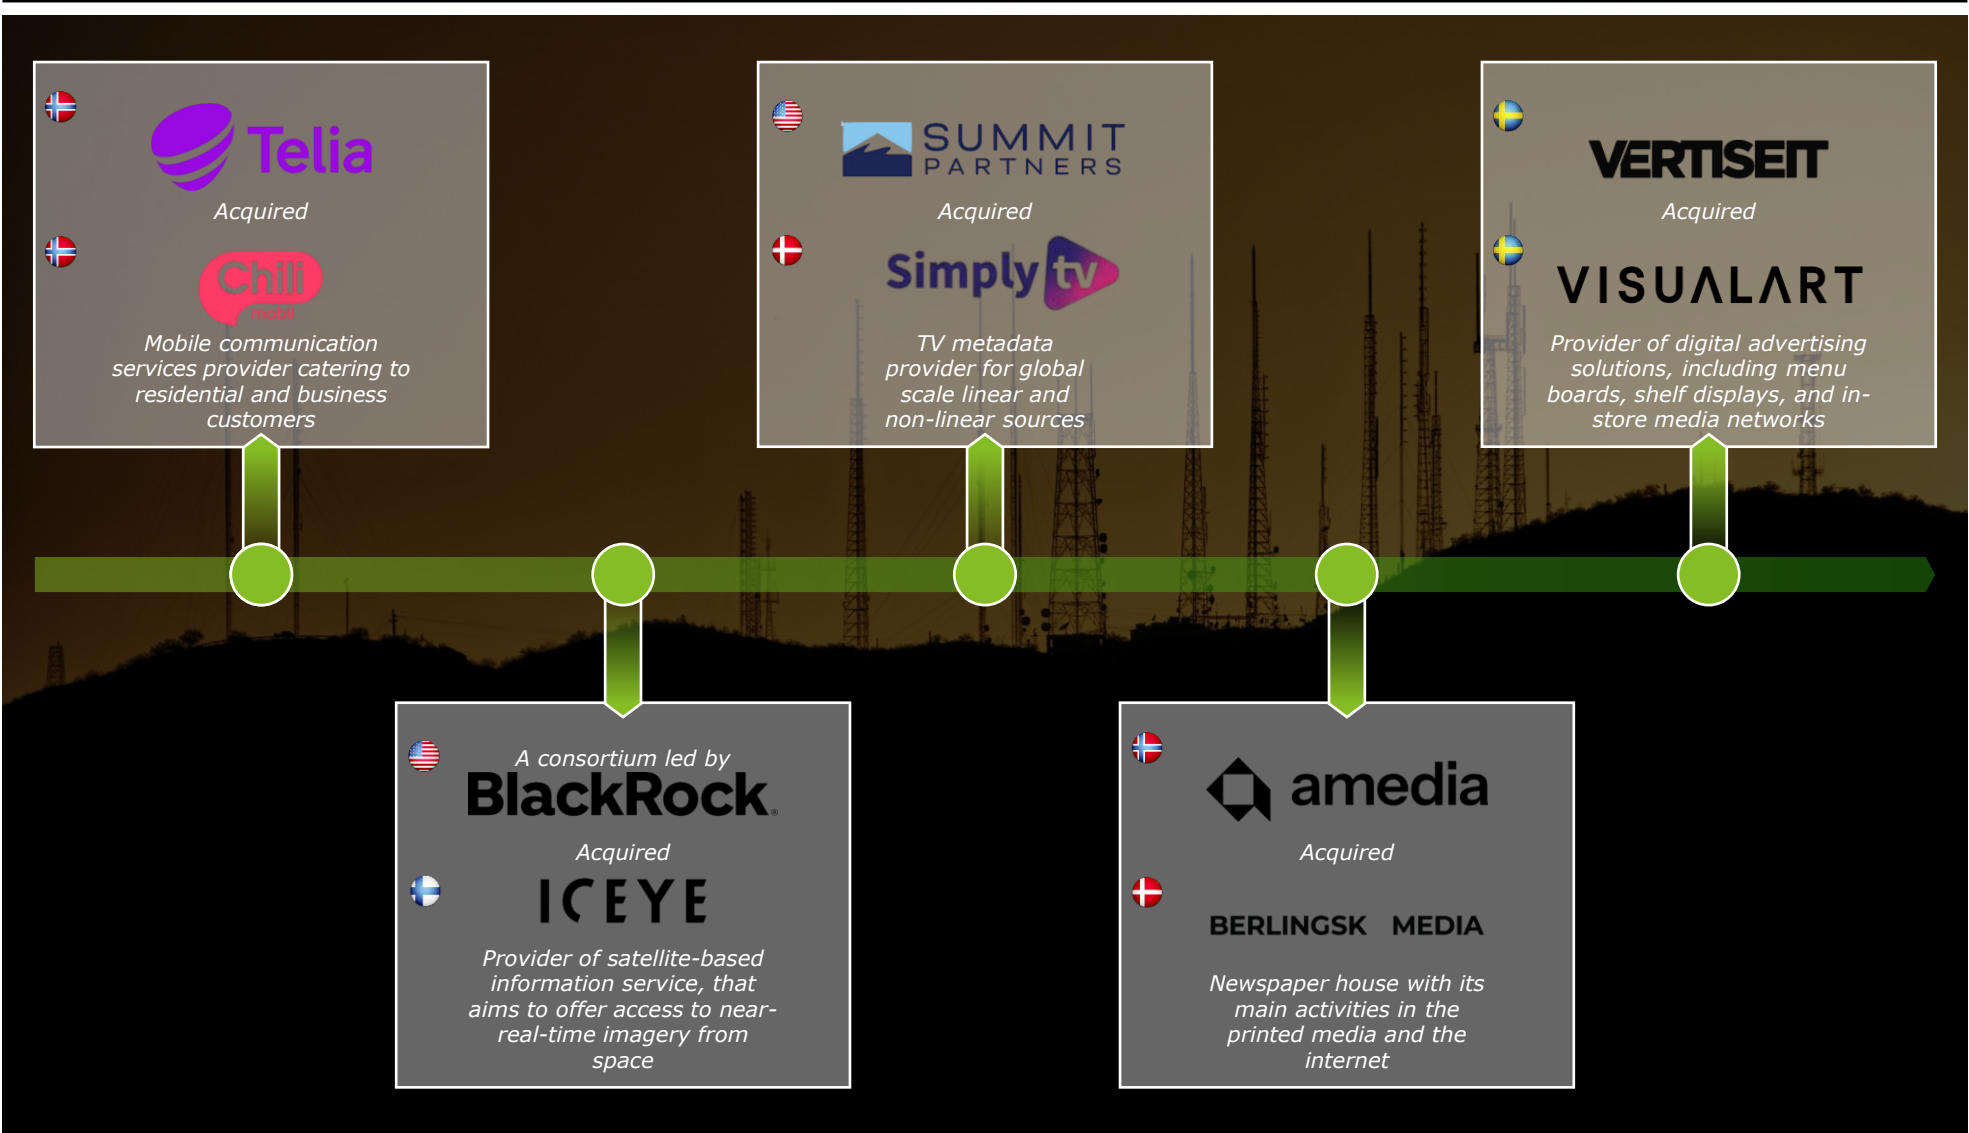 Telia
Acquired
Chili
mobil
Mobile communication
services provider catering to
residential and business
customers
A consortium led by
BlackRock®
Acquired
ICEYE
Provider of satellite-based
information service, that
aims to offer access to near-
real-time imagery from
space
SUMMIT
PARTNERS
Acquired
Simply tv
TV metadata
provider for global
scale linear and
non-linear sources
amedia
Acquired
BERLINGSK MEDIA
Newspaper house with its
main activities in the
printed media and the
internet
VERTISEIT
Acquired
VISUALART
Provider of digital advertising
solutions, including menu
boards, shelf displays, and in-
store media networks